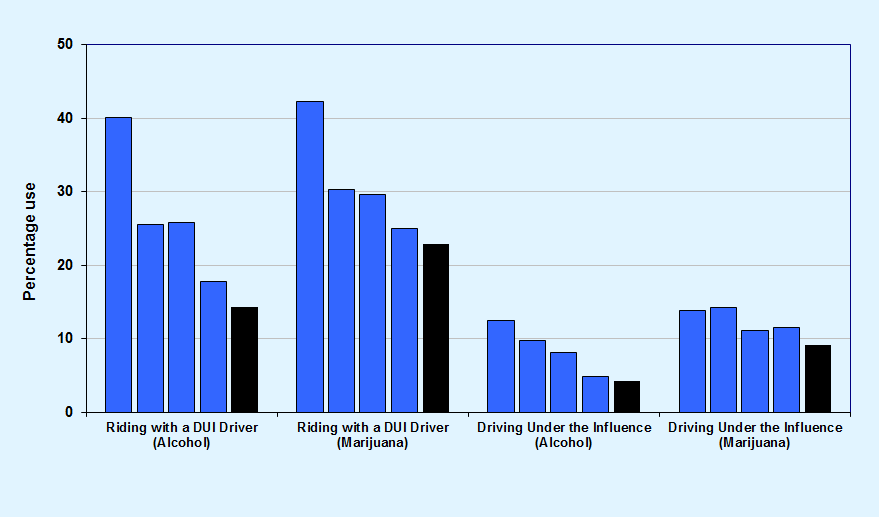 50
40
30
20
10
0
Percentage use
Riding with a DUI Driver
(Alcohol)
Riding with a DUI Driver
(Marijuana)
Driving Under the Influence
(Alcohol)
Driving Under the Influence
(Marijuana)